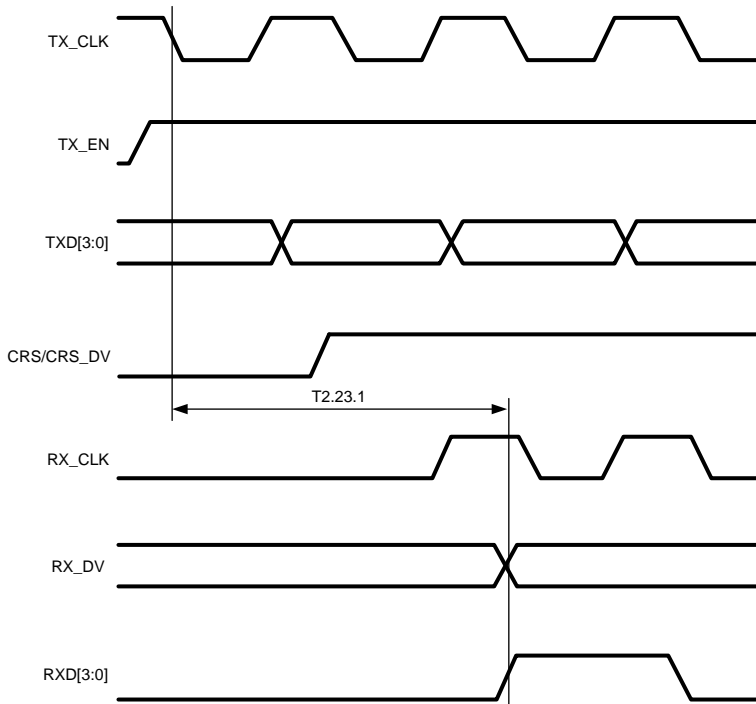 TX_CLK
TX_EN
TXD[3:0]
CRS/CRS_DV
T2.23.1
RX_CLK
RX_DV
RXD[3:0]